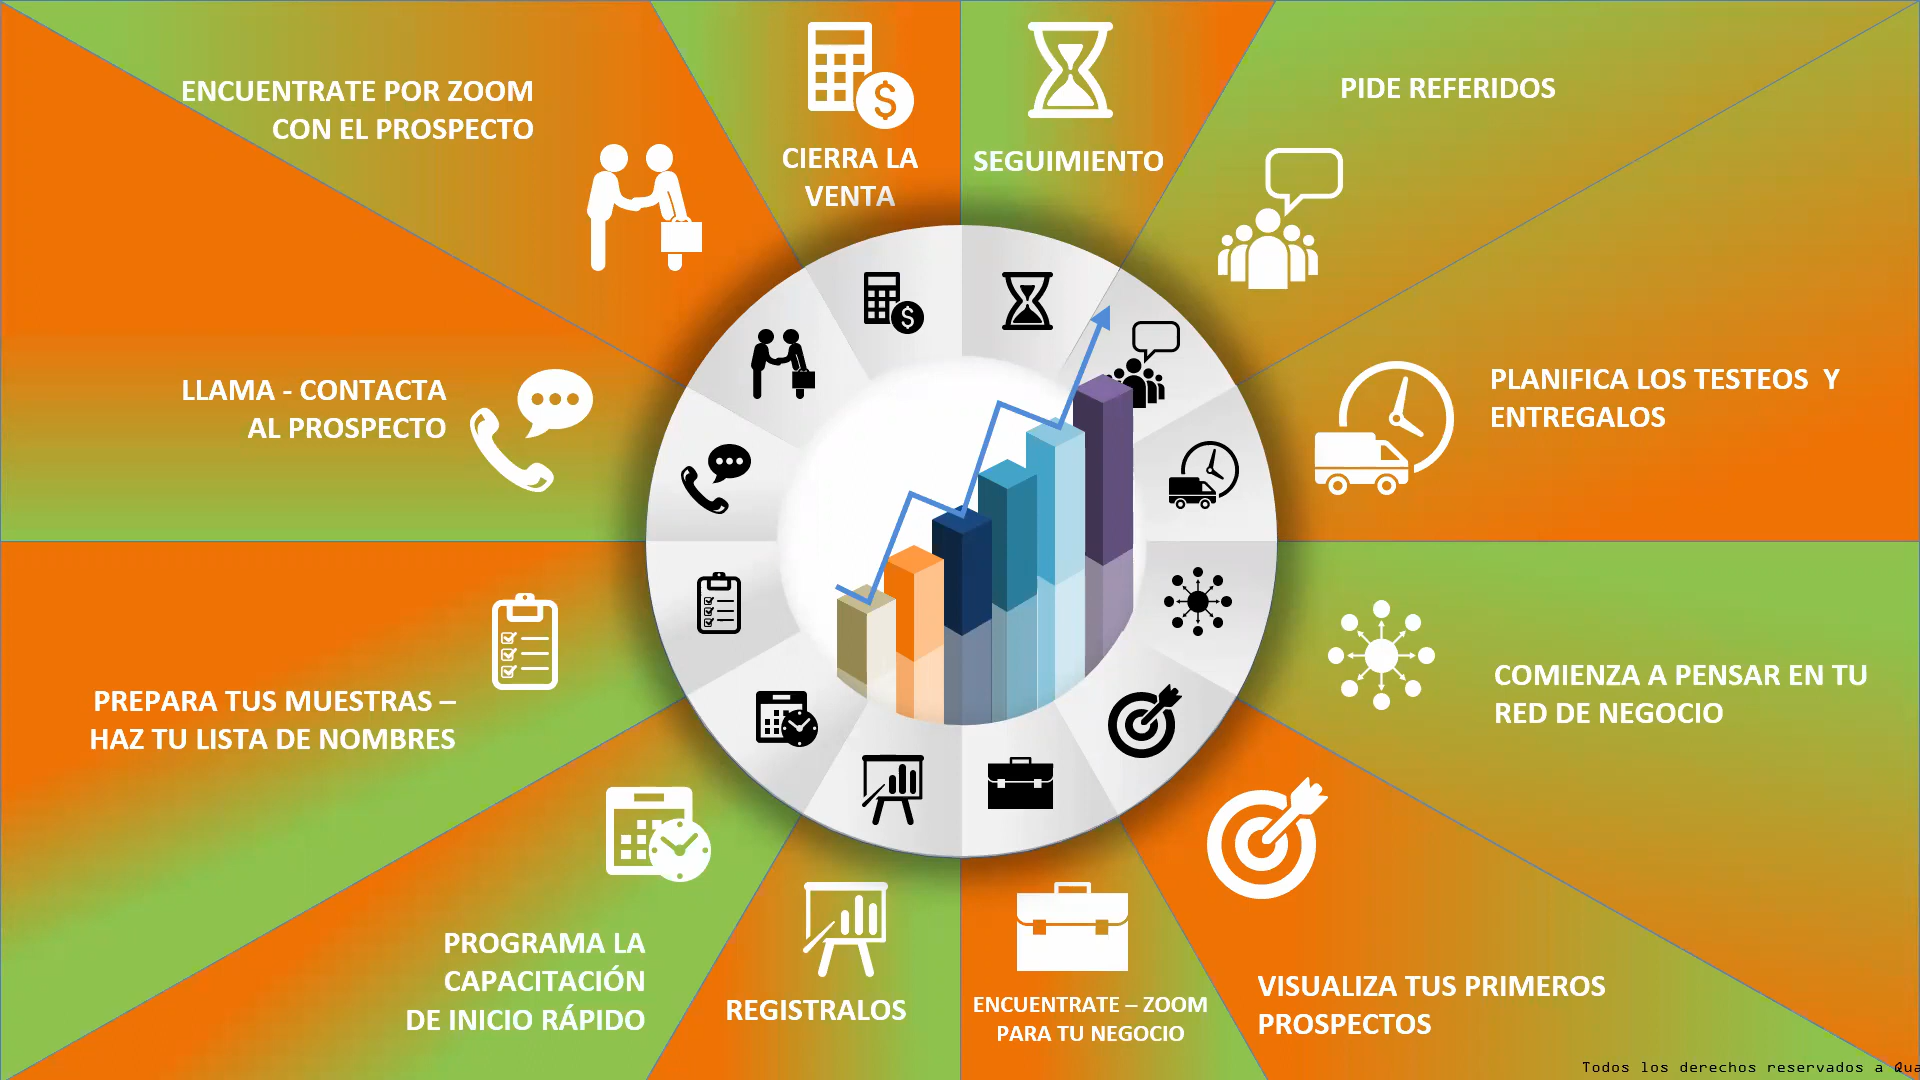 ENCUENTRATE POR ZOOM
CON EL PROSPECTO
CIERRA LA
VENTA
SEGUIMIENTO
PIDE REFERIDOS
LLAMA - CONTACTA
AL PROSPECTO
PLANIFICA LOS TESTEOS Y
ENTREGALOS
PREPARA TUS MUESTRAS –
HAZ TU LISTA DE NOMBRES
COMIENZA A PENSAR EN TU
RED DE NEGOCIO
PROGRAMA LA
CAPACITACIÓN
DE INICIO RÁPIDO
REGISTRALOS
ENCUENTRATE – ZOOM
PARA TU NEGOCIO
VISUALIZA TUS PRIMEROS
PROSPECTOS
Todos los derechos reservados a